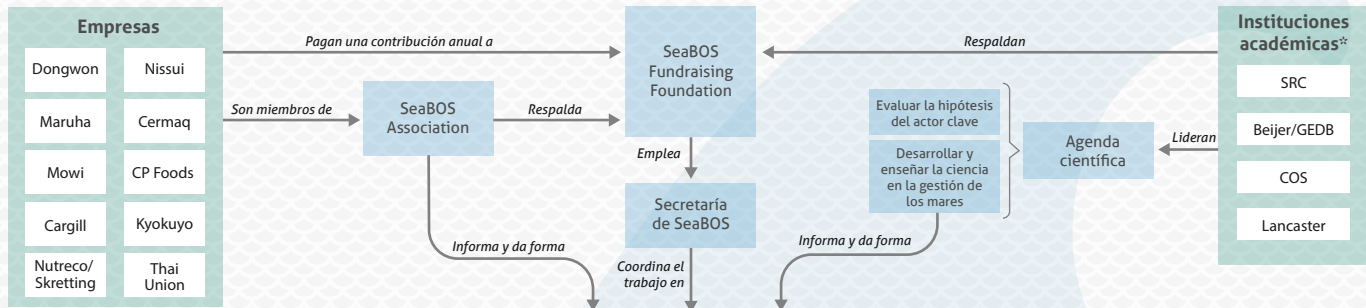 Empresas
Dongwon
Nissui
Maruha
Cermaq
Mowi
CP Foods
Cargill
Kyokuyo
Nutreco/
Skretting
Thai
Union
Pagan una contribución anual a
Son miembros de
SeaBOS
Association
Respalda
SeaBOS
Fundraising
Foundation
Emplea
Secretaría
de SeaBOS
Informa y da forma
Coordina el
trabajo en
Respaldan
Evaluar la hipótesis
del actor clave
Desarrollar y
enseñar la ciencia
en la gestión de
los mares
Informa y da forma
Agenda
científica
Lideran
Instituciones
académicas*
SRC
Beijer/GEDB
COS
Lancaster